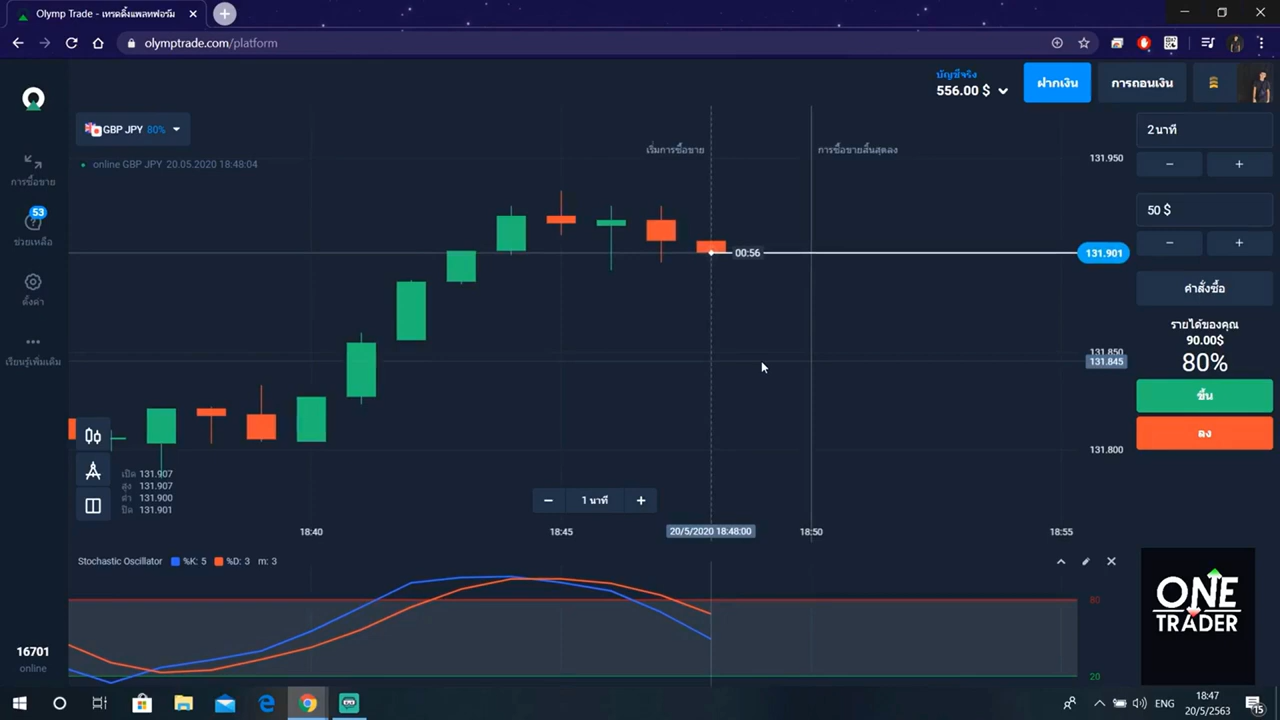 Olymp Trade - เทรดดิ้งแพลทฟอร์ม
olymptrade.com/platform
บัญชีจริง
556.00 $
ฝากเงิน
การถอนเงิน
GBP JPY 80%
online GBP JPY 20.05.2020 18:48:04
เริ่มการซื้อขาย
การซื้อขายสิ้นสุดลง
131.950
2 นาที
การซื้อขาย
50 $
53
ช่วยเหลือ
00:56
131.901
คำสั่งซื้อ
ตั้งค่า
รายได้ของคุณ
90.00$
80%
เรียนรู้เพิ่มเติม
131.850
131.845
ขึ้น
ลง
131.800
เปิด 131.907
สูง 131.907
ต่ำ 131.900
ปิด 131.901
1 นาที
18:40
18:45
20/5/2020 18:48:00
18:50
18:55
Stochastic Oscillator %K: 5 %D: 3 m: 3
80
20
ONE
TRADER
16701
online
ENG
18:47
20/5/2563
15